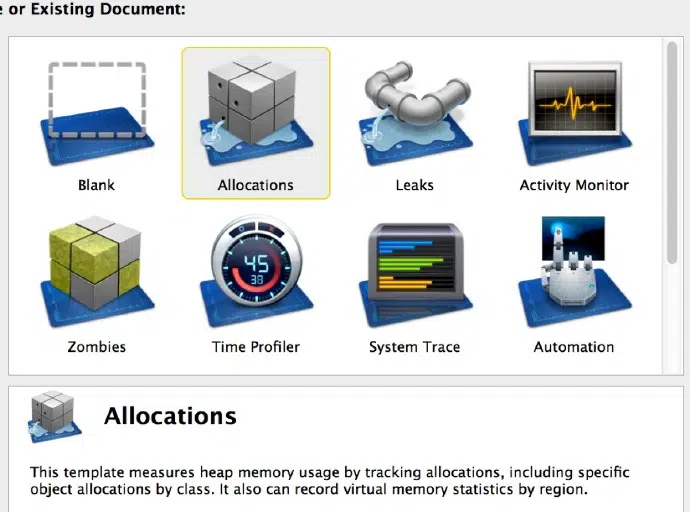 e or Existing Document:
Blank
Allocations
Leaks
Activity Monitor
45
38
Zombies
Time Profiler
System Trace
Automation
Allocations
This template measures heap memory usage by tracking allocations, including specific
object allocations by class. It also can record virtual memory statistics by region.